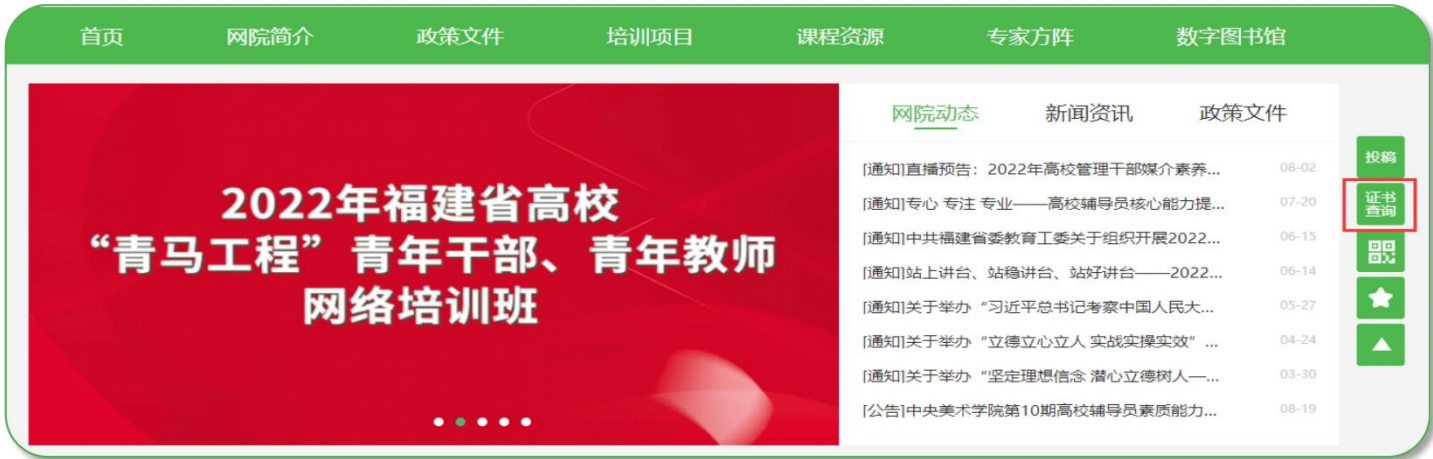 首页 网院简介 政策文件 培训项目 课程资源 专家方阵 数字图书馆
2022年福建省高校
“青马工程”青年干部、青年教师
网络培训班
网院动态 新闻资讯 政策文件
[通知]直播预告：2022年高校管理干部媒介素养... 08-02
[通知]专心 专注 专业——高校辅导员核心能力提... 07-20
[通知]中共福建省委教育工委关于组织开展2022... 06-15
[通知]站上讲台、站稳讲台、站好讲台——2022... 06-14
[通知]关于举办“习近平总书记考察中国人民大... 05-27
[通知]关于举办“立德立心立人 实战实操实效”... 04-24
[通知]关于举办“坚定理想信念 潜心立德树人—... 03-30
[公告]中央美术学院第10期高校辅导员素质能力... 08-19
投稿
证书
查询